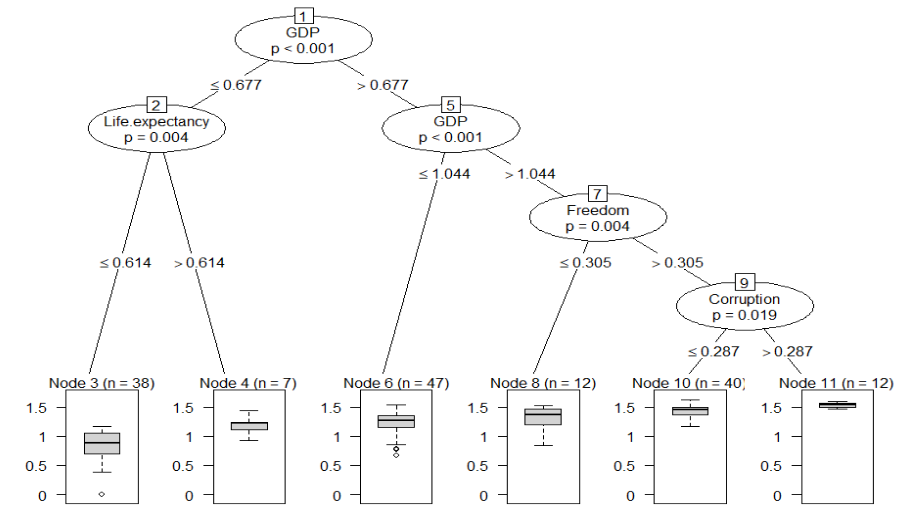 1
GDP
p < 0.001
≤ 0.677
> 0.677
2
Life.expectancy
p = 0.004
5
GDP
p < 0.001
≤ 1.044
> 1.044
7
Freedom
p = 0.004
≤ 0.614
> 0.614
≤ 0.305
> 0.305
9
Corruption
p = 0.019
≤ 0.287
> 0.287
Node 3 (n = 38)
1.5
1
0.5
0
Node 4 (n = 7)
1.5
1
0.5
0
Node 6 (n = 47)
1.5
1
0.5
0
Node 8 (n = 12)
1.5
1
0.5
0
Node 10 (n = 40)
1.5
1
0.5
0
Node 11 (n = 12)
1.5
1
0.5
0